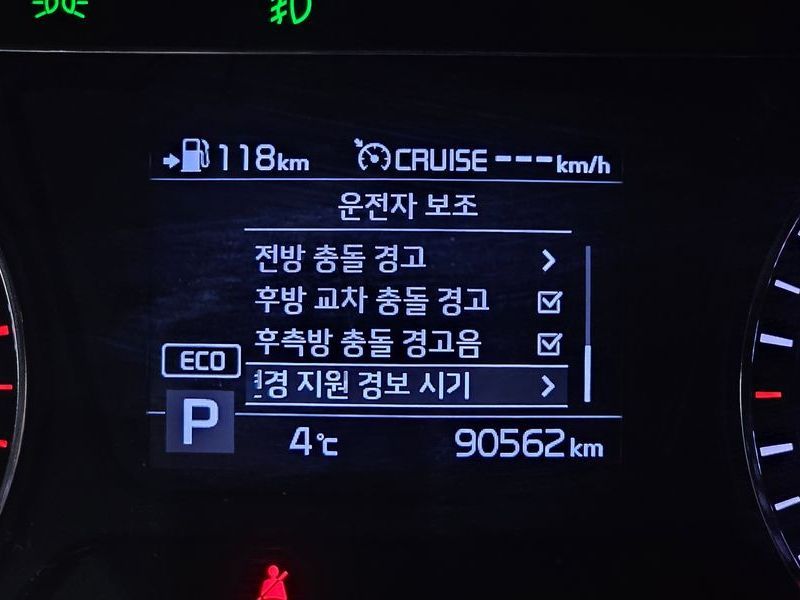 118km CRUISE ---km/h
운전자 보조
전방 충돌 경고
후방 교차 충돌 경고
후측방 충돌 경고음
ECO
경 지원 경보 시기
P
4℃ 90562km